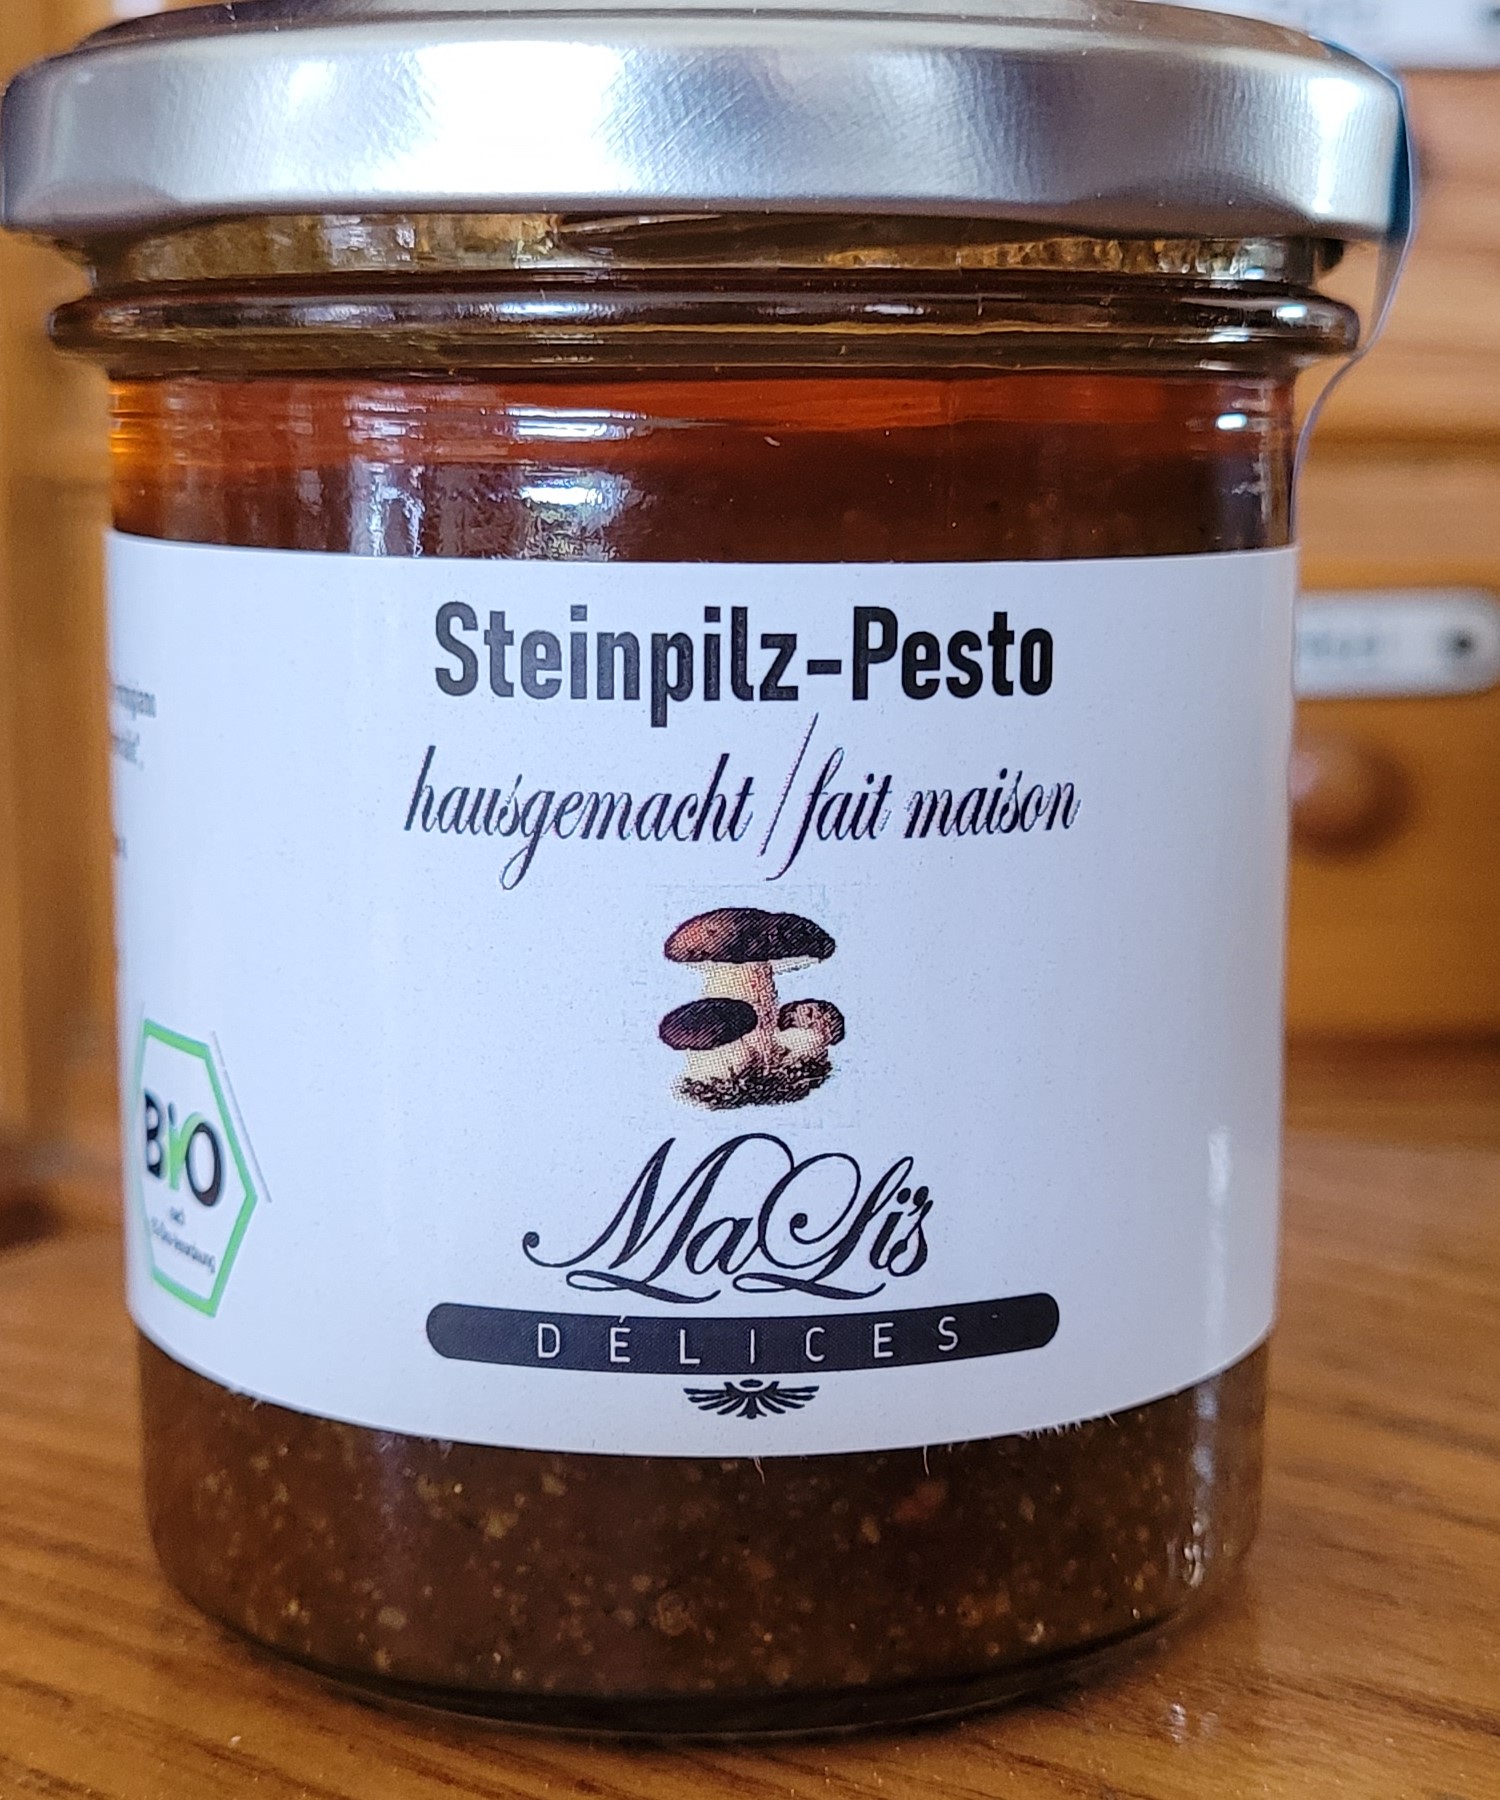 Steinpilz-Pesto
hausgemacht / fait maison
BiO
MaLi's
DÉLICES